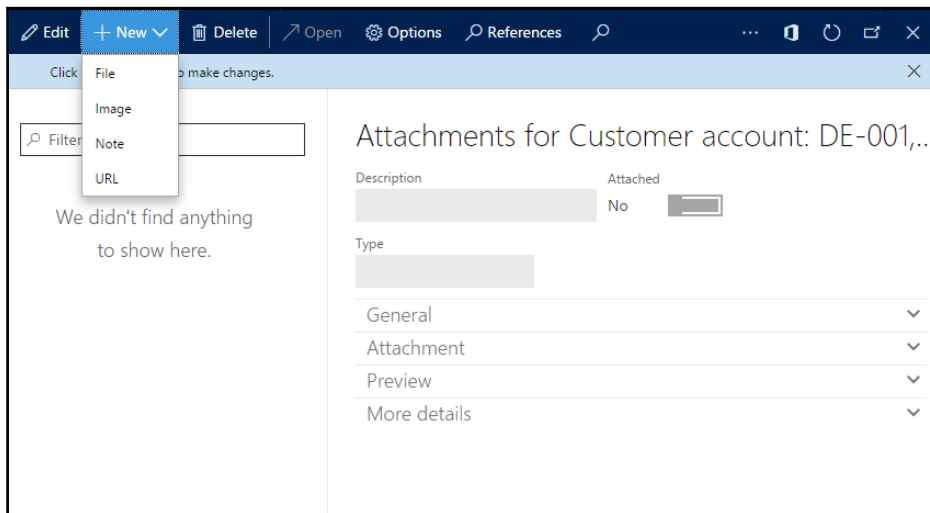 Edit New Delete Open Options References ...
Click
make changes.
File
Image
Note
URL
Filter
We didn't find anything
to show here.
Attachments for Customer account: DE-001,..
Description Attached
No
Type
General
Attachment
Preview
More details